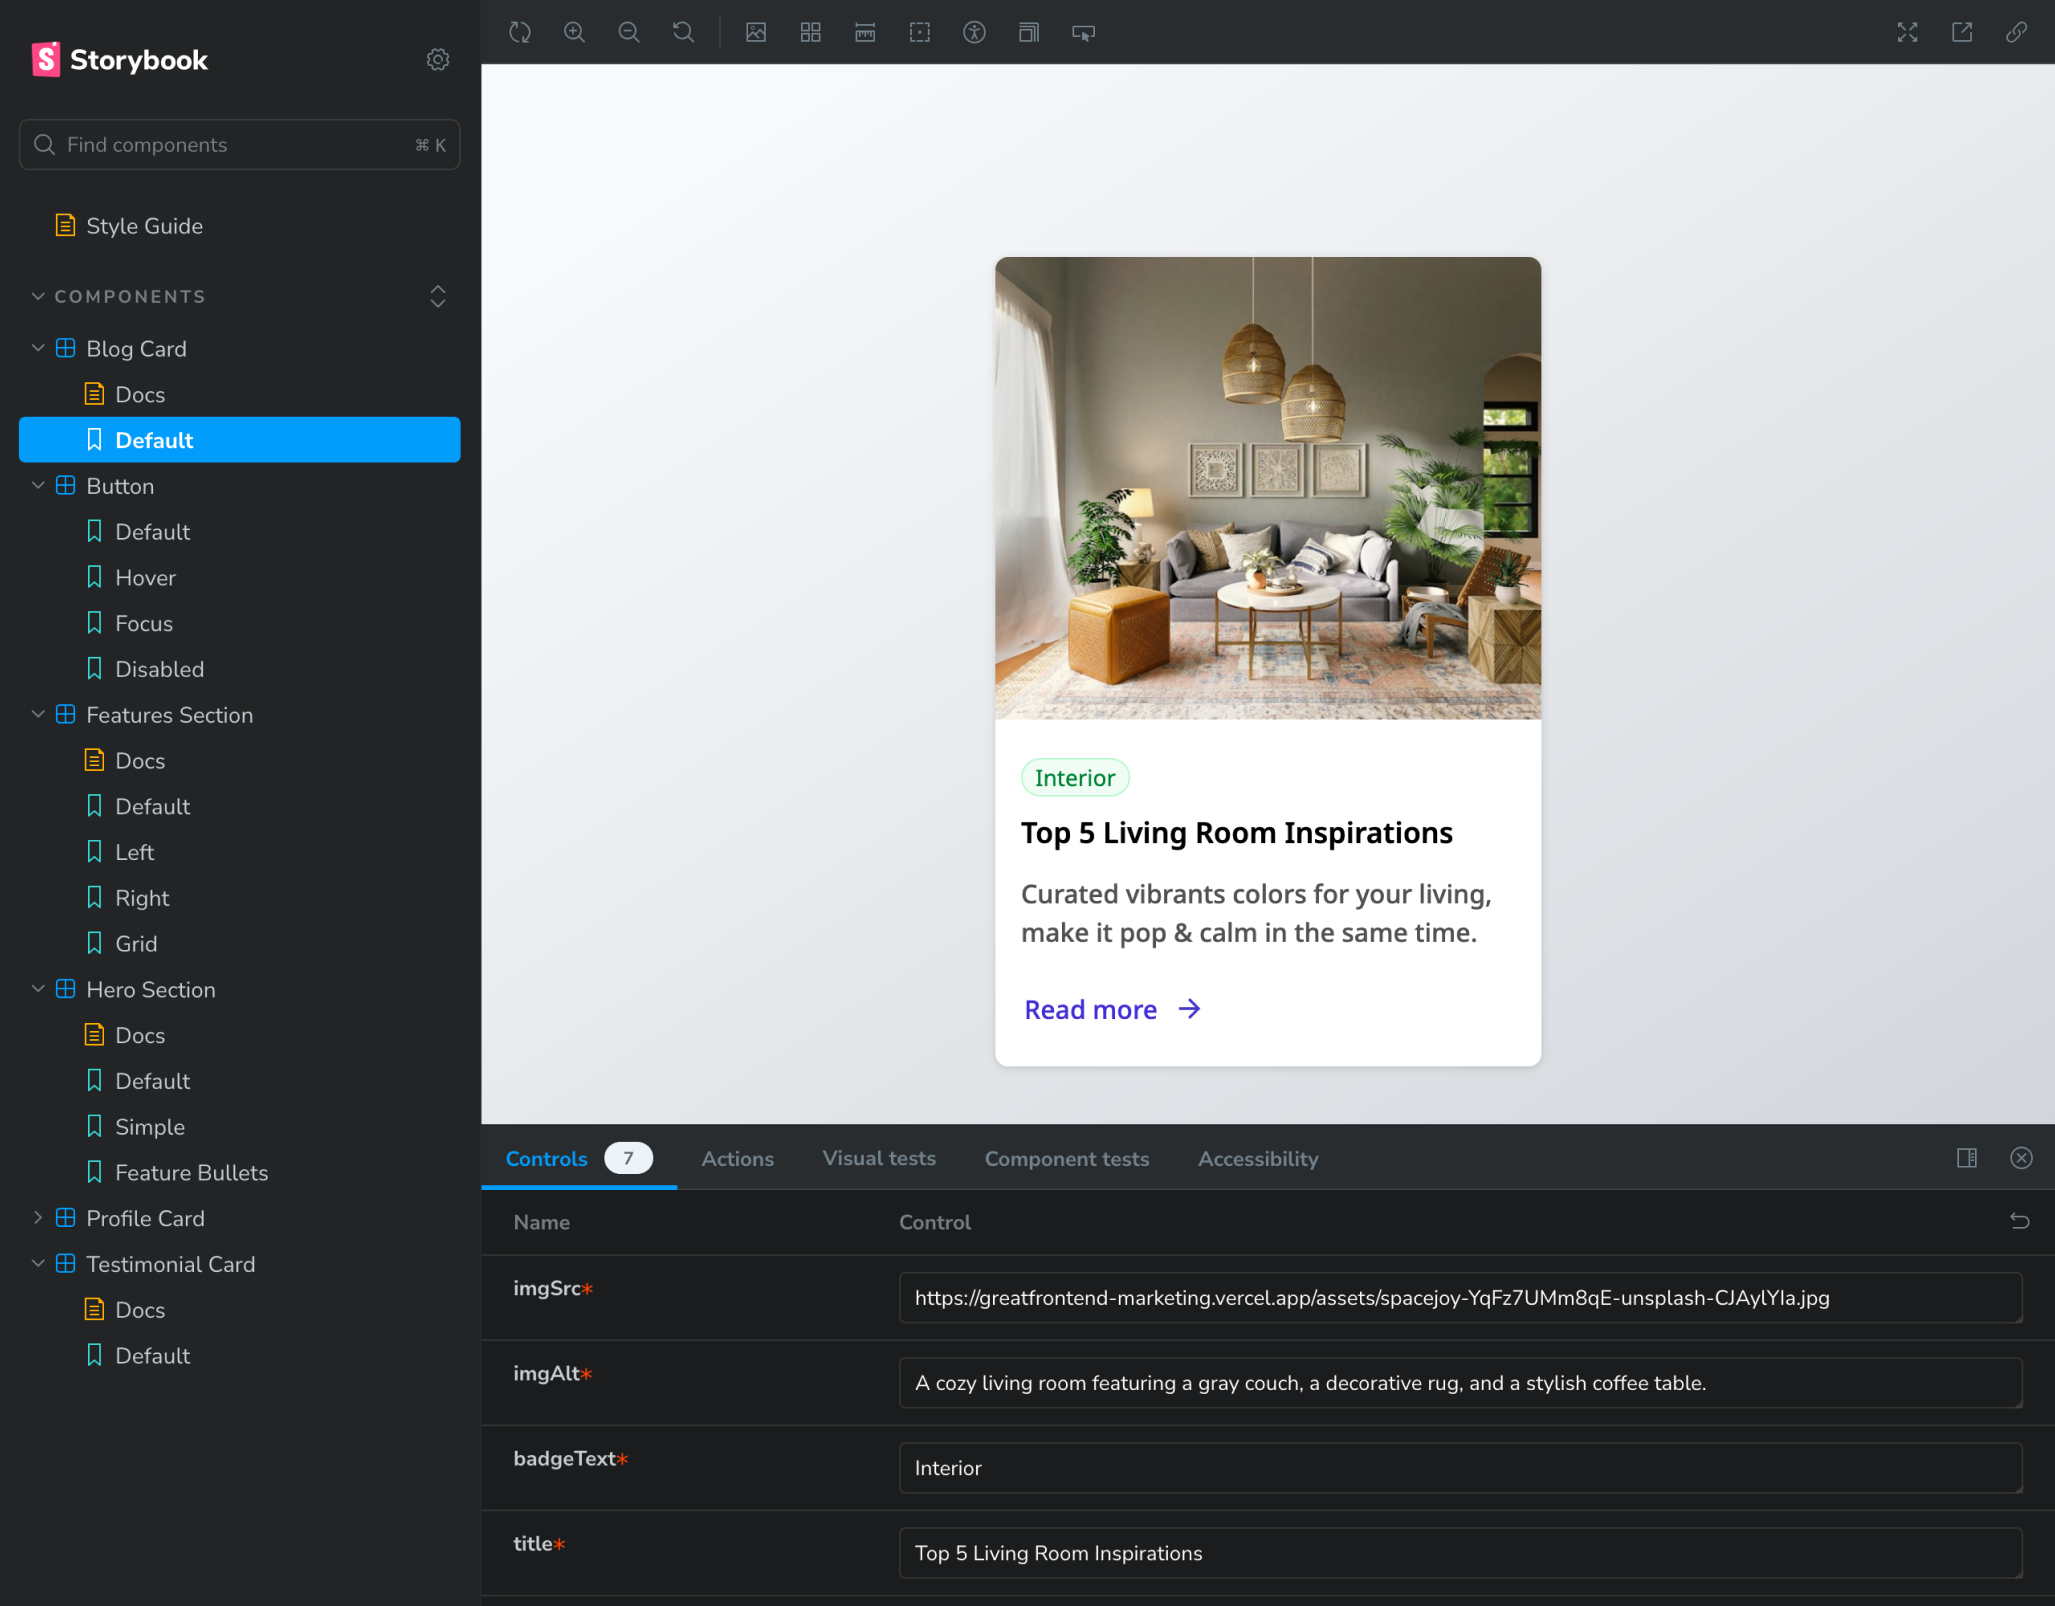 Storybook
Find components
⌘ K
Style Guide
COMPONENTS
Blog Card
Docs
Default
Button
Default
Hover
Focus
Disabled
Features Section
Docs
Default
Left
Right
Grid
Hero Section
Docs
Default
Simple
Feature Bullets
Profile Card
Testimonial Card
Docs
Default
Interior
Top 5 Living Room Inspirations
Curated vibrants colors for your living,
make it pop & calm in the same time.
Read more →
Controls 7 Actions Visual tests Component tests Accessibility
Name Control
imgSrc* https://greatfrontend-marketing.vercel.app/assets/spacejoy-YqFz7UMm8qE-unsplash-CJAylYIa.jpg
imgAlt* A cozy living room featuring a gray couch, a decorative rug, and a stylish coffee table.
badgeText* Interior
title* Top 5 Living Room Inspirations